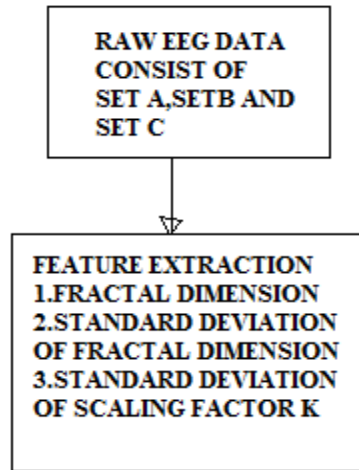 RAW EEG DATA
CONSIST OF
SET A,SETB AND
SET C
FEATURE EXTRACTION
1.FRACTAL DIMENSION
2.STANDARD DEVIATION
OF FRACTAL DIMENSION
3.STANDARD DEVIATION
OF SCALING FACTOR K